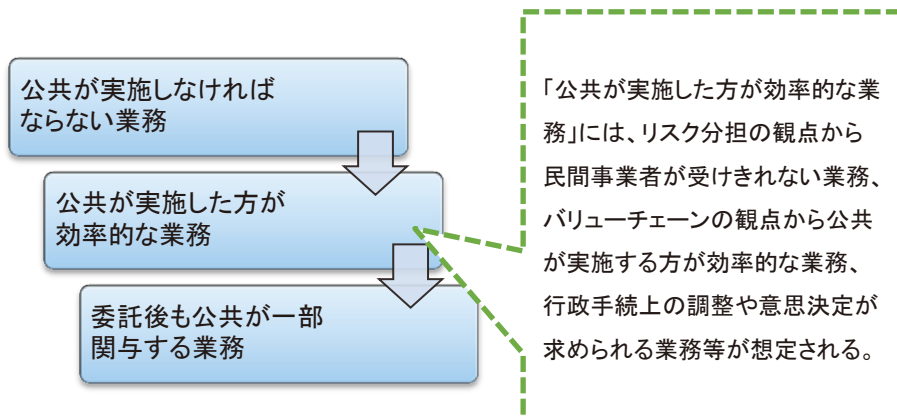 公共が実施しなければ
ならない業務
公共が実施した方が
効率的な業務
委託後も公共が一部
関与する業務
「公共が実施した方が効率的な業
務」には、リスク分担の観点から
民間事業者が受けきれない業務、
バリューチェーンの観点から公共
が実施する方が効率的な業務、
行政手続上の調整や意思決定が
求められる業務等が想定される。